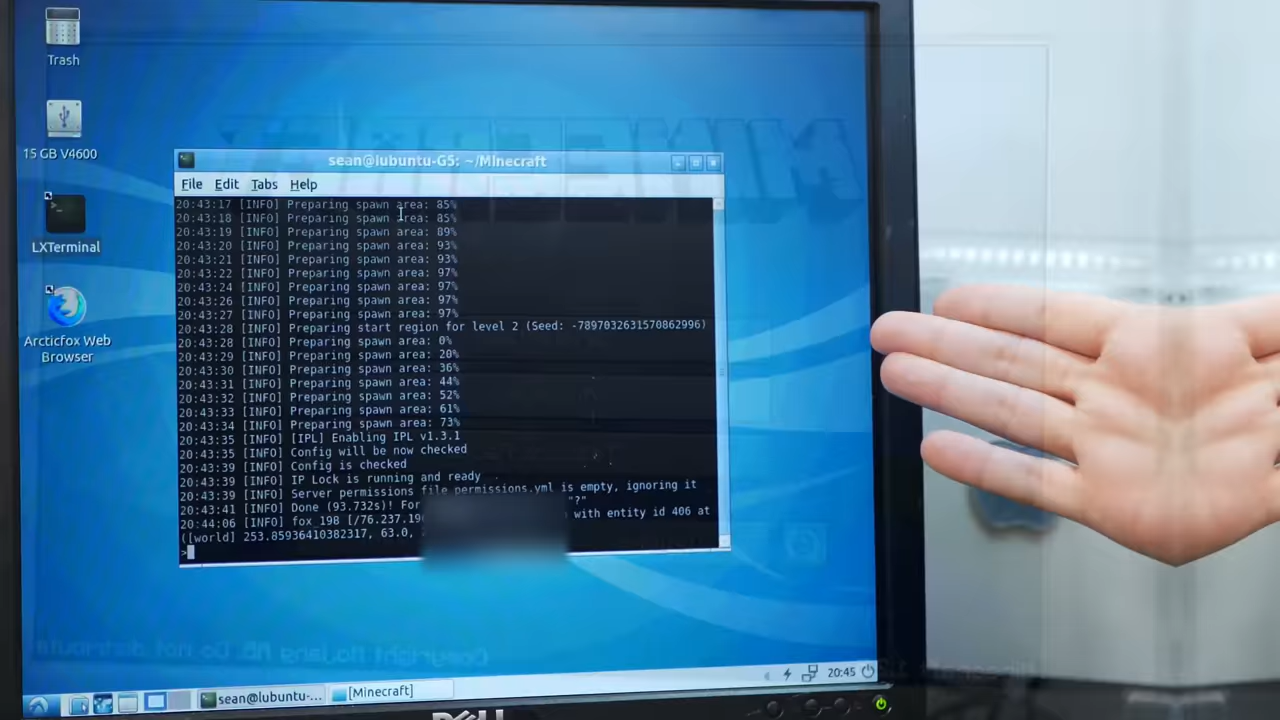 Trash
15 GB V4600
LXTerminal
Arcticfox Web
Browser
sean@lubuntu-G5: ~/Minecraft
File Edit Tabs Help
20:43:17 [INFO] Preparing spawn area: 85%
20:43:18 [INFO] Preparing spawn area: 85%
20:43:19 [INFO] Preparing spawn area: 89%
20:43:20 [INFO] Preparing spawn area: 93%
20:43:21 [INFO] Preparing spawn area: 93%
20:43:22 [INFO] Preparing spawn area: 97%
20:43:24 [INFO] Preparing spawn area: 97%
20:43:26 [INFO] Preparing spawn area: 97%
20:43:27 [INFO] Preparing spawn area: 97%
20:43:28 [INFO] Preparing start region for level 2 (Seed: -7897032631570862996)
20:43:28 [INFO] Preparing spawn area: 0%
20:43:29 [INFO] Preparing spawn area: 20%
20:43:30 [INFO] Preparing spawn area: 36%
20:43:31 [INFO] Preparing spawn area: 44%
20:43:32 [INFO] Preparing spawn area: 52%
20:43:33 [INFO] Preparing spawn area: 61%
20:43:34 [INFO] Preparing spawn area: 73%
20:43:35 [INFO] [IPL] Enabling IPL v1.3.1
20:43:35 [INFO] Config will be now checked
20:43:39 [INFO] Config is checked
20:43:39 [INFO] IP Lock is running and ready
20:43:39 [INFO] Server permissions file permissions.yml is empty, ignoring it
20:43:41 [INFO] Done (93.732s)! For "?"
20:44:06 [INFO] fox_198 with entity id 406 at
([world] 253.85936410382317, 63.0,
>
sean@lubuntu-...
[Minecraft]
20:45
DELL
MINECRAFT
Copyright Mojang AB. Do not distribute